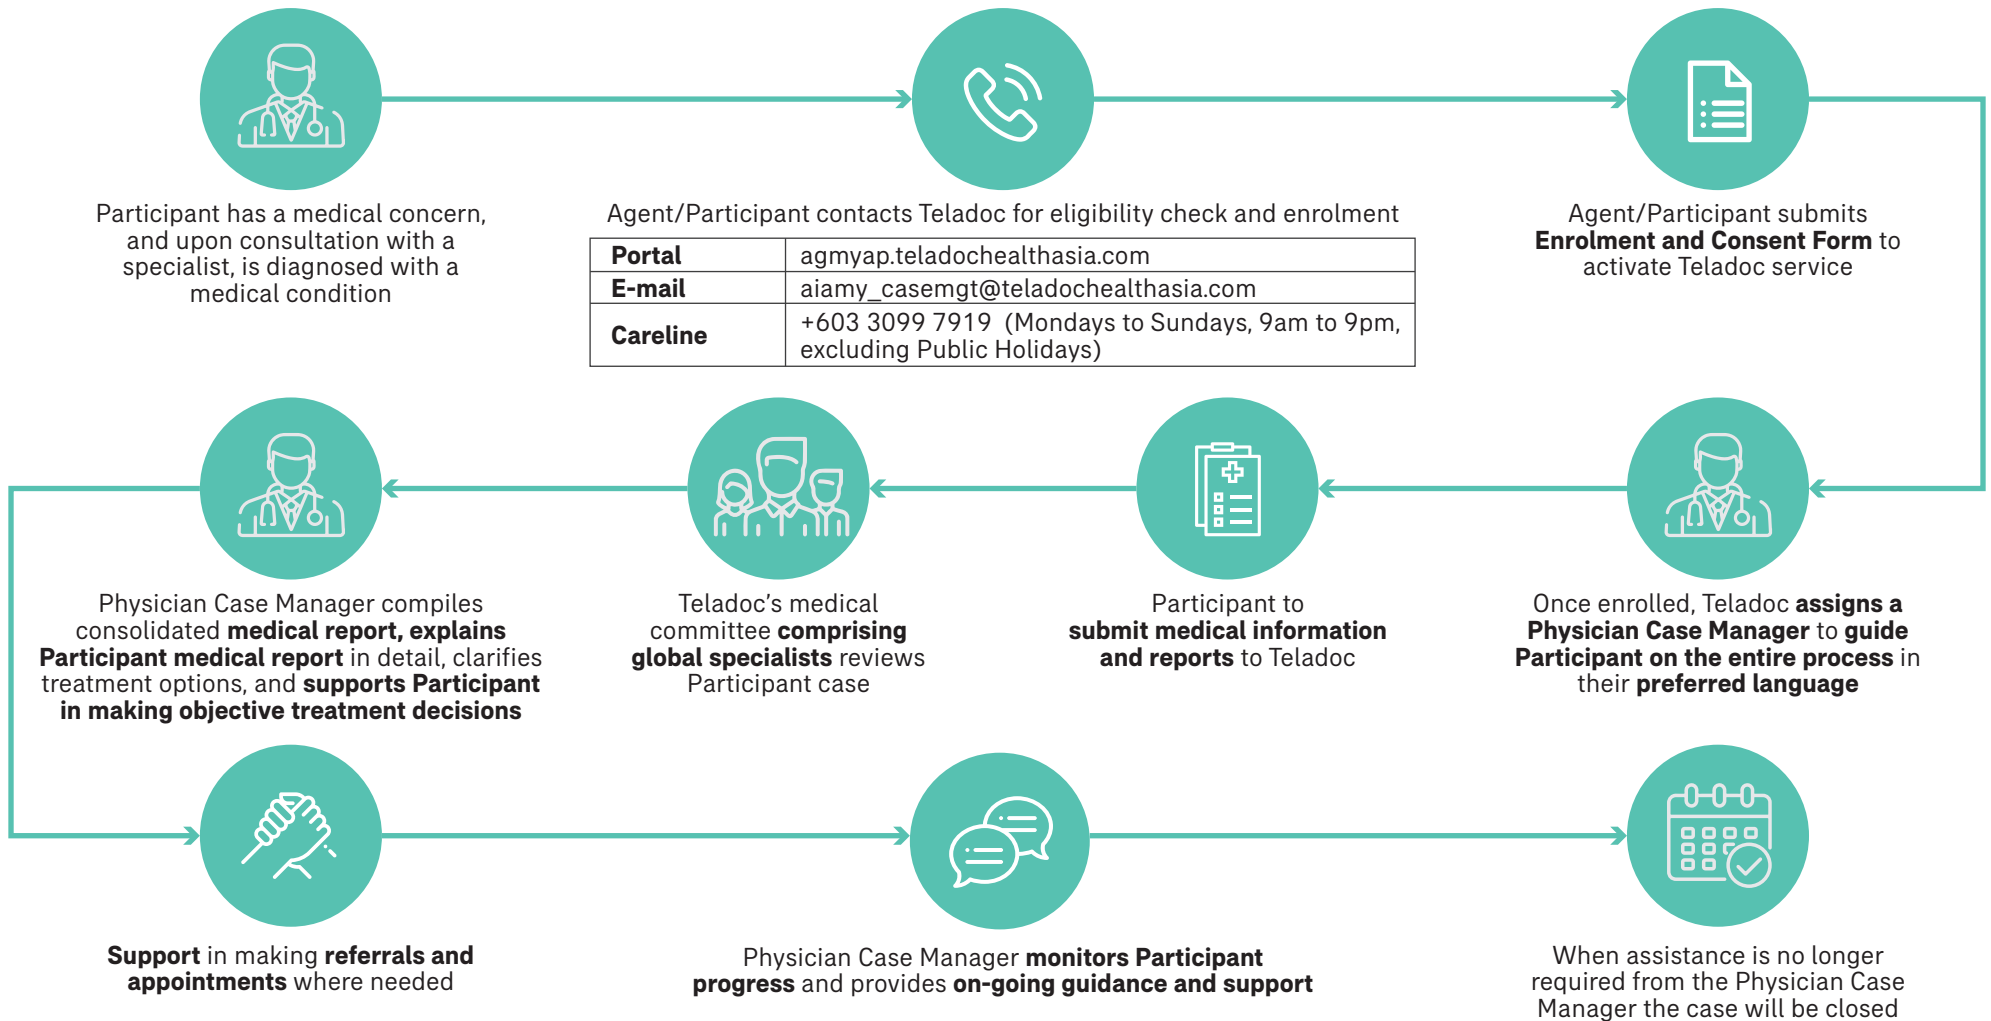 Participant has a medical concern,
and upon consultation with a
specialist, is diagnosed with a
medical condition
Agent/Participant contacts Teladoc for eligibility check and enrolment
Portal agmyap.teladochealthasia.com
E-mail aiamy_casemgt@teladochealthasia.com
Careline +603 3099 7919 (Mondays to Sundays, 9am to 9pm,
excluding Public Holidays)
Agent/Participant submits
Enrolment and Consent Form to
activate Teladoc service
Once enrolled, Teladoc assigns a
Physician Case Manager to guide
Participant on the entire process in
their preferred language
Participant to
submit medical information
and reports to Teladoc
Teladoc’s medical
committee comprising
global specialists reviews
Participant case
Physician Case Manager compiles
consolidated medical report, explains
Participant medical report in detail, clarifies
treatment options, and supports Participant
in making objective treatment decisions
Support in making referrals and
appointments where needed
Physician Case Manager monitors Participant
progress and provides on-going guidance and support
When assistance is no longer
required from the Physician Case
Manager the case will be closed